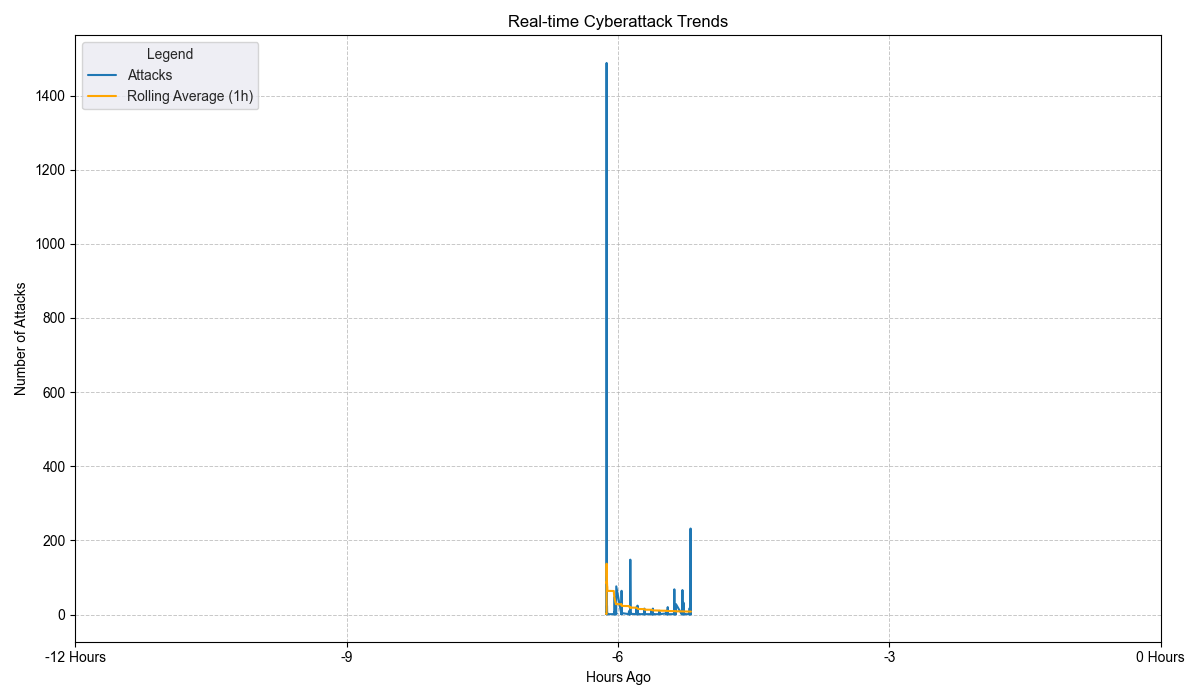 Real-time Cyberattack Trends
Legend
Attacks
Rolling Average (1h)
Number of Attacks
1400
1200
1000
800
600
400
200
0
-12 Hours
-9
-6
-3
0 Hours
Hours Ago